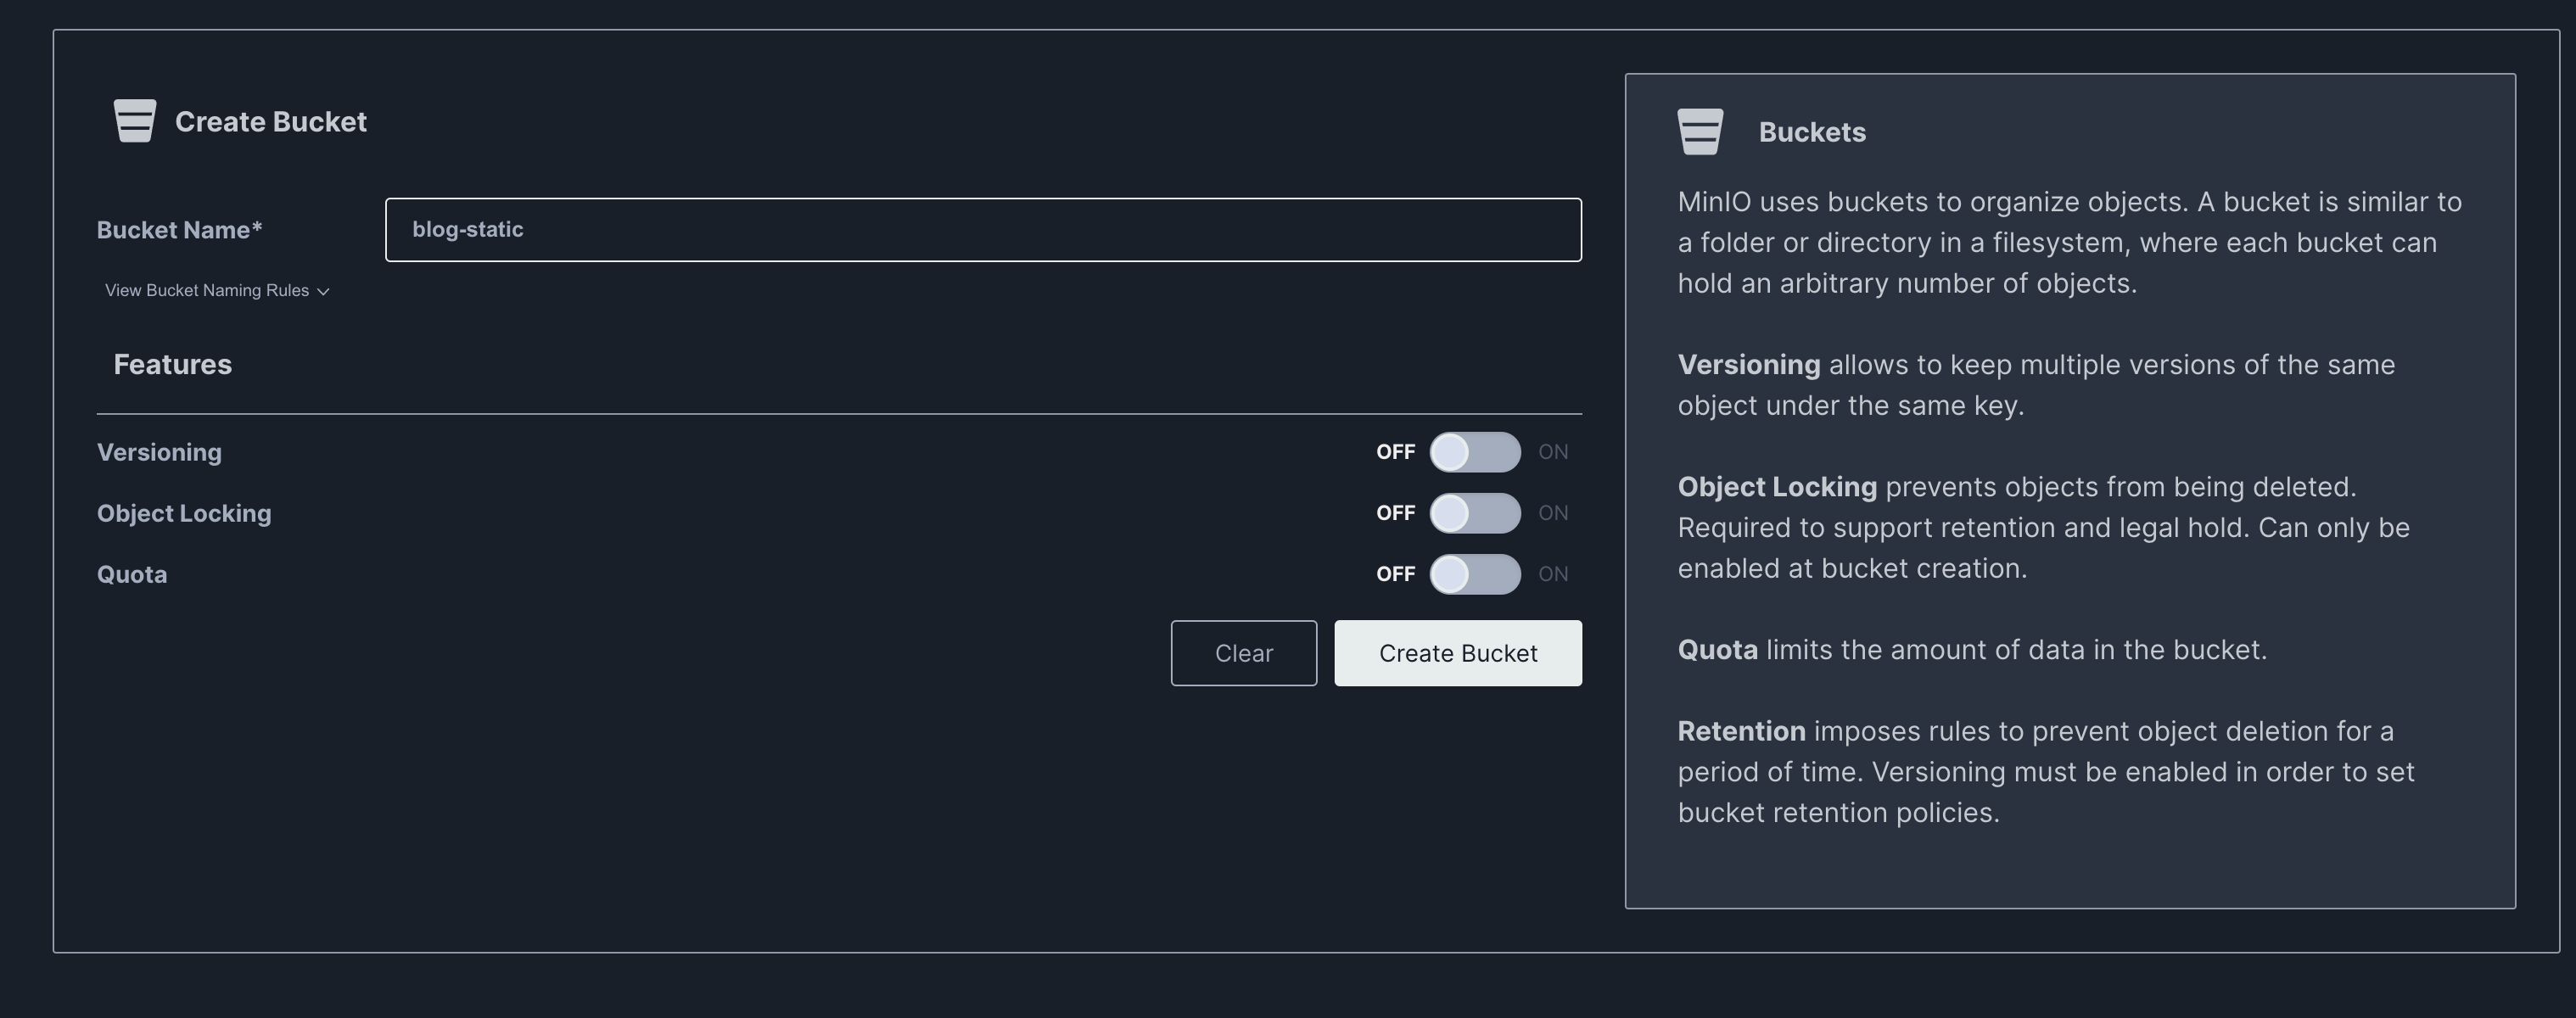 Create Bucket
Bucket Name*
blog-static
View Bucket Naming Rules
Features
Versioning
OFF ON
Object Locking
OFF ON
Quota
OFF ON
Clear
Create Bucket
Buckets
MinIO uses buckets to organize objects. A bucket is similar to
a folder or directory in a filesystem, where each bucket can
hold an arbitrary number of objects.
Versioning allows to keep multiple versions of the same
object under the same key.
Object Locking prevents objects from being deleted.
Required to support retention and legal hold. Can only be
enabled at bucket creation.
Quota limits the amount of data in the bucket.
Retention imposes rules to prevent object deletion for a
period of time. Versioning must be enabled in order to set
bucket retention policies.